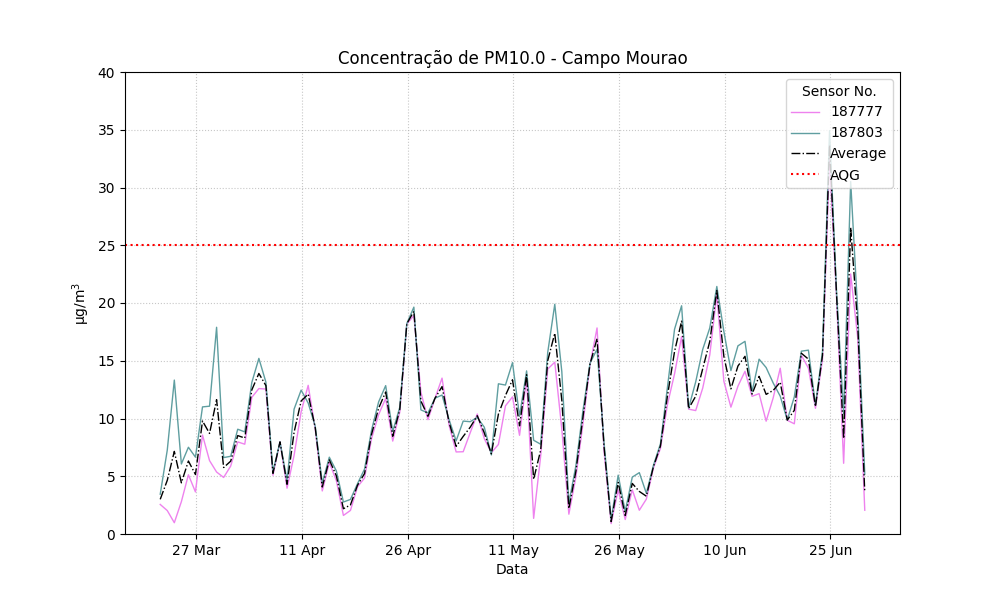 Concentração de PM10.0 - Campo Mourao
Sensor No.
187777
187803
Average
AQG
40
35
30
25
20
15
10
5
0
µg/m³
27 Mar
11 Apr
26 Apr
11 May
26 May
10 Jun
25 Jun
Data